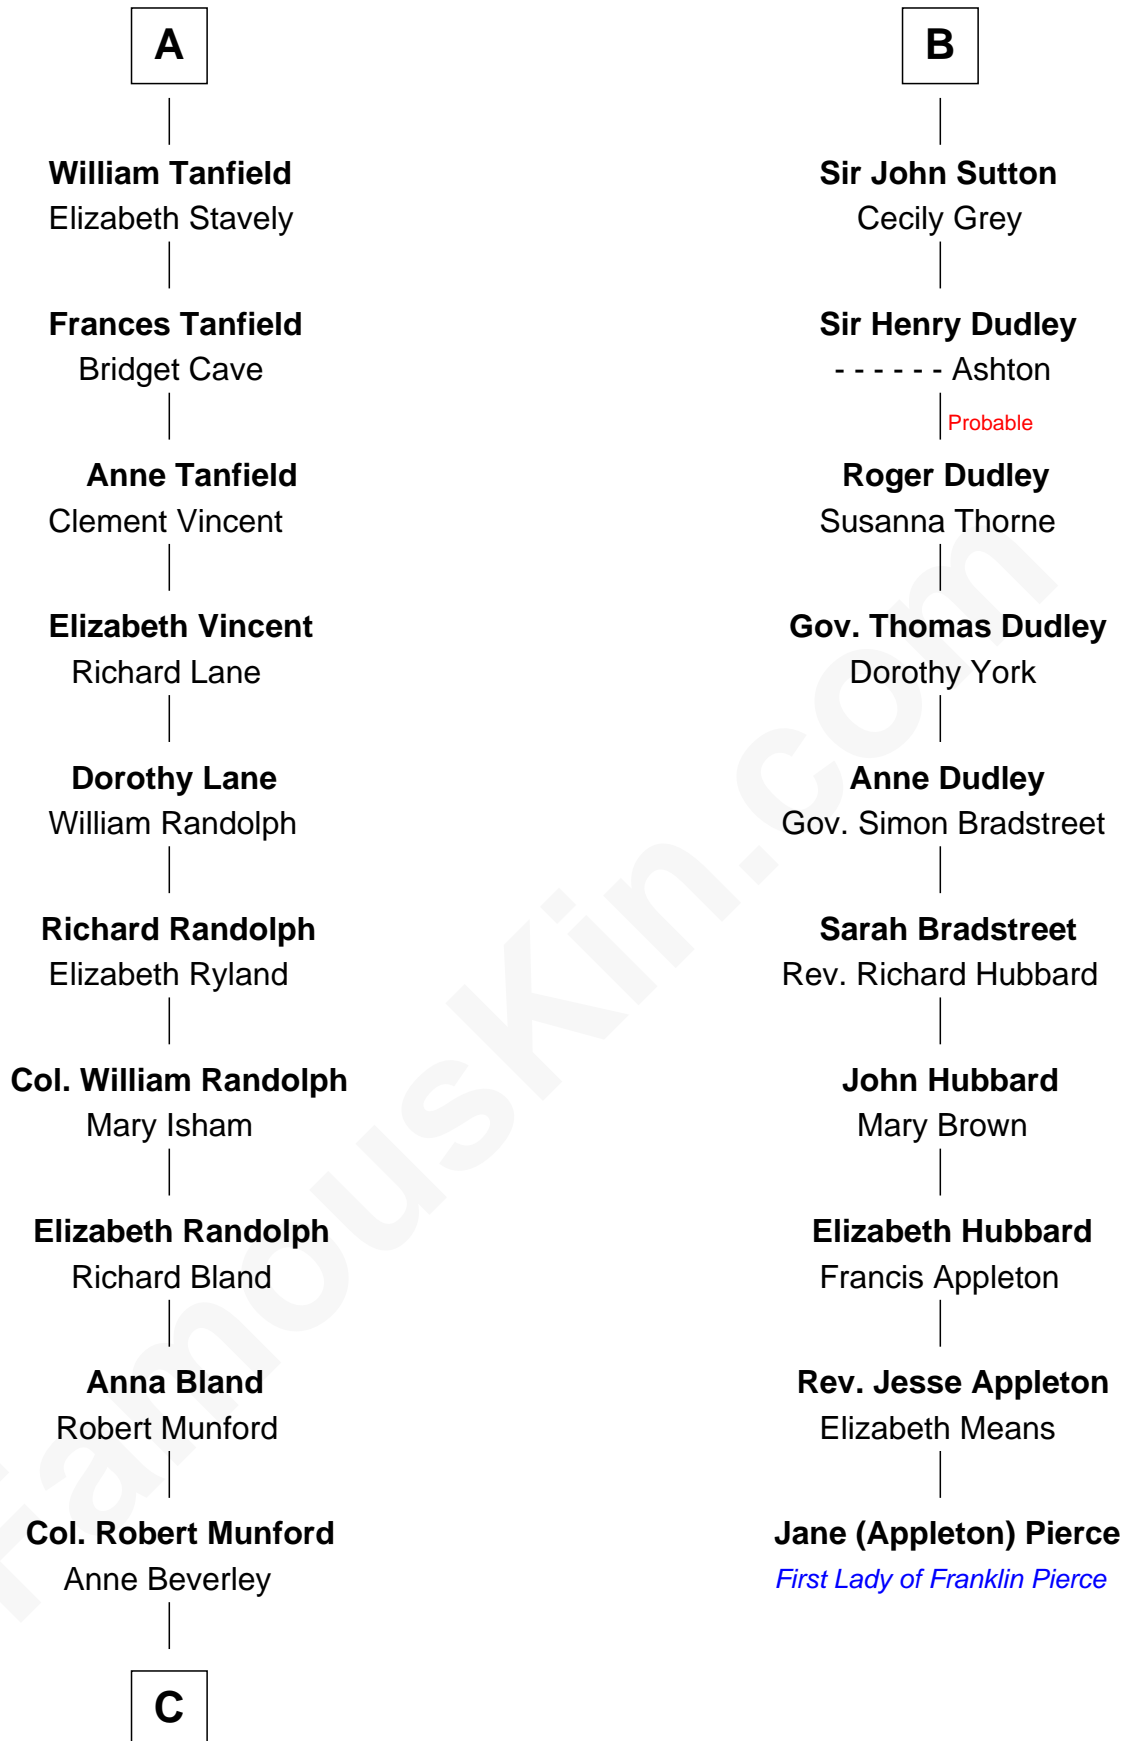 A
William Tanfield
Elizabeth Stavely
Frances Tanfield
Bridget Cave
Anne Tanfield
Clement Vincent
Elizabeth Vincent
Richard Lane
Dorothy Lane
William Randolph
Richard Randolph
Elizabeth Ryland
Col. William Randolph
Mary Isham
Elizabeth Randolph
Richard Bland
Anna Bland
Robert Munford
Col. Robert Munford
Anne Beverley
C
B
Sir John Sutton
Cecily Grey
Sir Henry Dudley
- - - - - - Ashton
Probable
Roger Dudley
Susanna Thorne
Gov. Thomas Dudley
Dorothy York
Anne Dudley
Gov. Simon Bradstreet
Sarah Bradstreet
Rev. Richard Hubbard
John Hubbard
Mary Brown
Elizabeth Hubbard
Francis Appleton
Rev. Jesse Appleton
Elizabeth Means
Jane (Appleton) Pierce
First Lady of Franklin Pierce
FamousKin.com